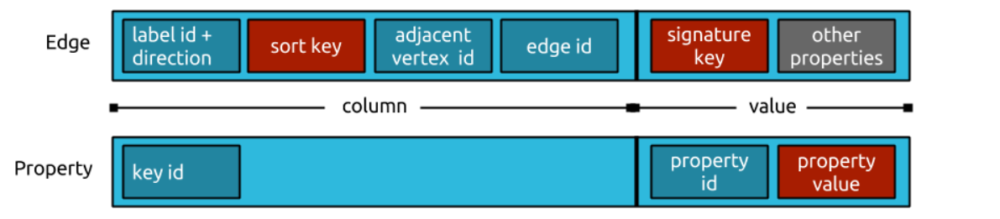 Edge
label id +
direction
sort key
adjacent
vertex id
edge id
signature
key
other
properties
column
value
Property
key id
property
id
property
value